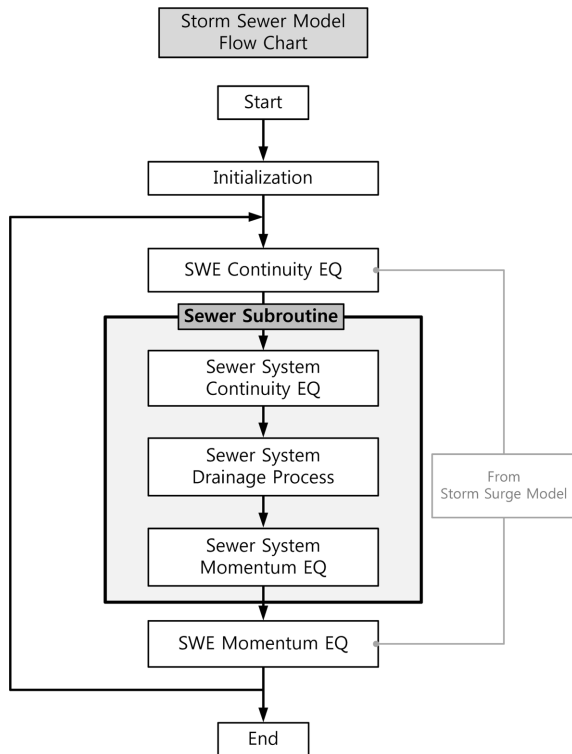 Storm Sewer Model
Flow Chart
Start
Initialization
SWE Continuity EQ
Sewer Subroutine
Sewer System
Continuity EQ
Sewer System
Drainage Process
From
Storm Surge Model
Sewer System
Momentum EQ
SWE Momentum EQ
End